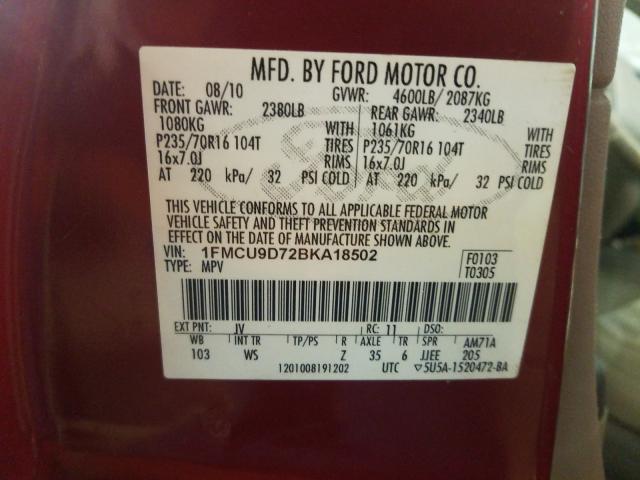 MFD. BY FORD MOTOR CO.
DATE: 08/10 GVWR: 4600LB/ 2087KG
FRONT GAWR: 2380LB REAR GAWR: 2340LB
1080KG WITH 1061KG WITH
P235/70R16 104T TIRES P235/70R16 104T TIRES
16x7.0J RIMS 16x7.0J RIMS
AT 220 kPa/ 32 PSI COLD AT 220 kPa/ 32 PSI COLD
THIS VEHICLE CONFORMS TO ALL APPLICABLE FEDERAL MOTOR
VEHICLE SAFETY AND THEFT PREVENTION STANDARDS IN
EFFECT ON THE DATE OF MANUFACTURE SHOWN ABOVE.
VIN: 1FMCU9D72BKA18502 F0103
TYPE: MPV T0305
EXT PNT: JV RC: 11 DSO:
WB INT TR TP/PS R AXLE TR SPR AM71A
103 WS Z 35 6 JJEE 205
1201008191202 UTC ▽5U5A-1520472-BA